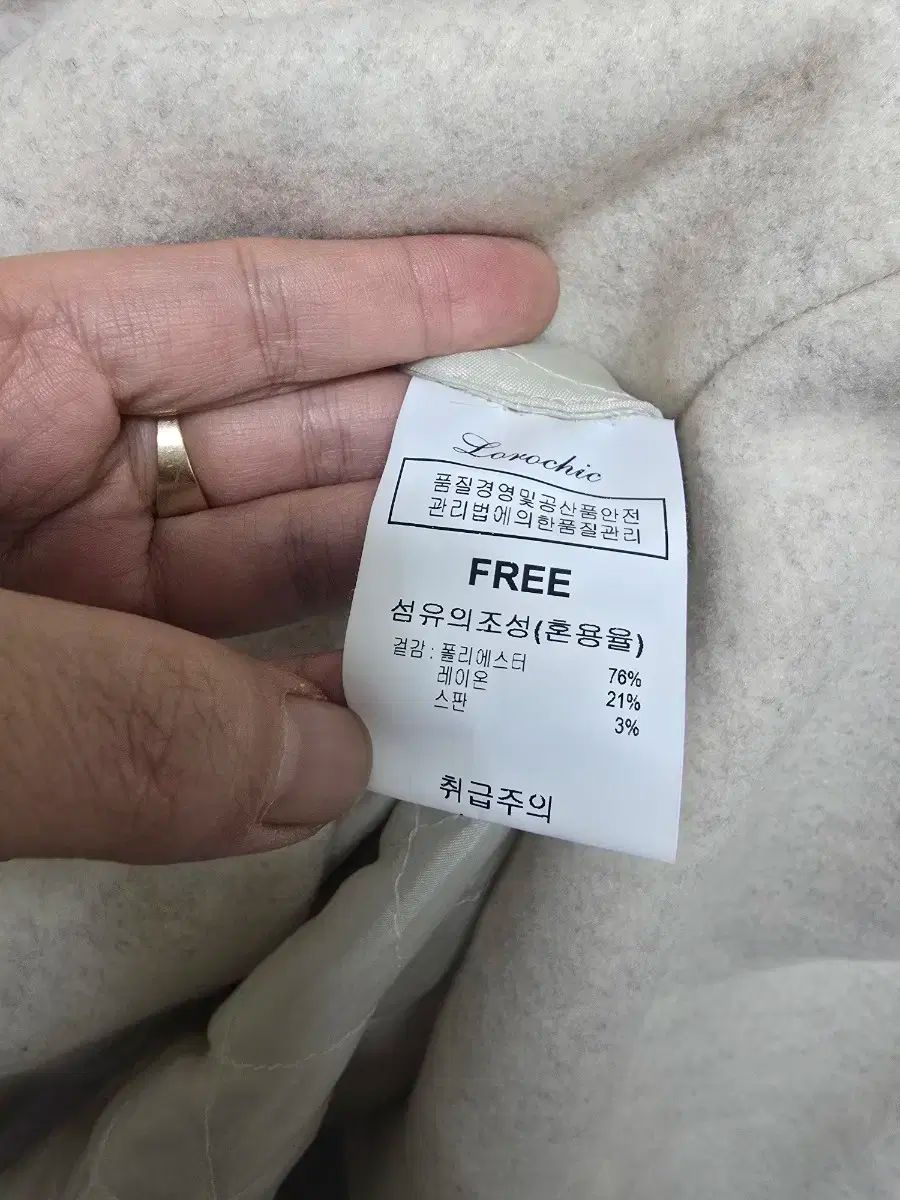 Lorochic
품질경영및공산품안전
관리법에의한품질관리
FREE
섬유의조성(혼용율)
겉감 : 폴리에스터 76%
레이온 21%
스판 3%
취급주의